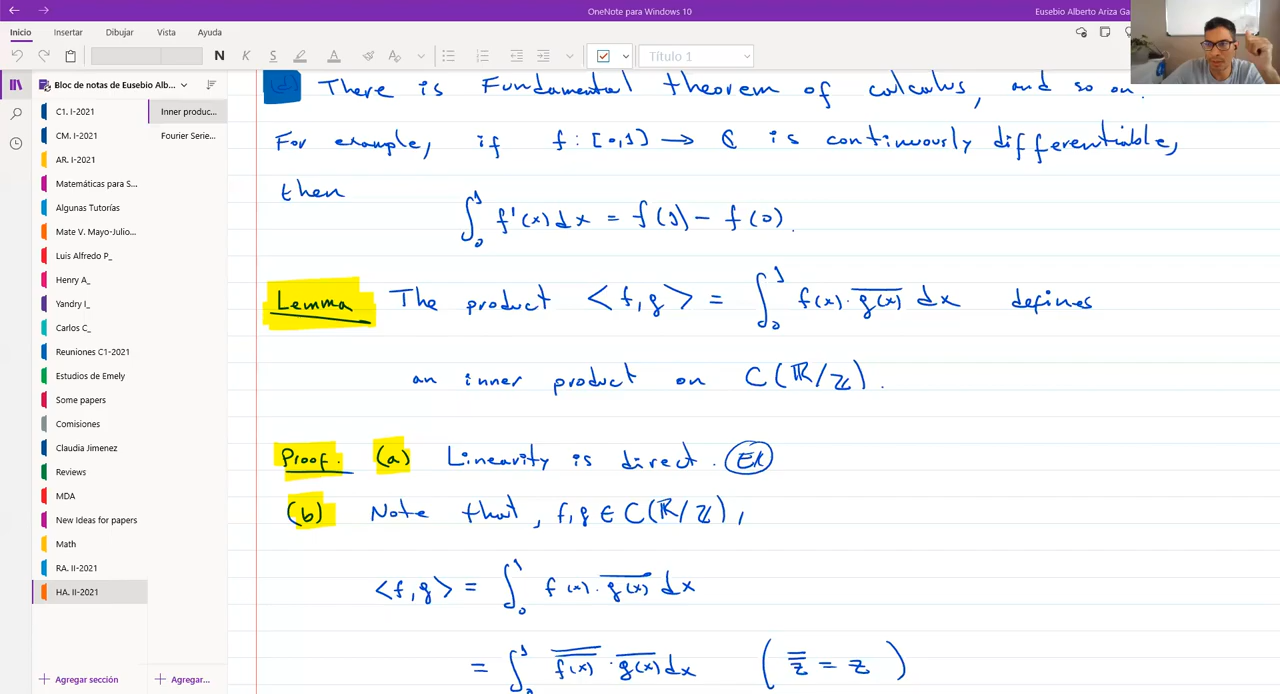 OneNote para Windows 10
Eusebio Alberto Ariza Ga
Inicio Insertar Dibujar Vista Ayuda
N K S A A Título 1
Bloc de notas de Eusebio Alb...
C1. I-2021
CM. I-2021
AR. I-2021
Matemáticas para S...
Algunas Tutorías
Mate V. Mayo-Julio...
Luis Alfredo P_
Henry A_
Yandry I_
Carlos C_
Reuniones C1-2021
Estudios de Emely
Some papers
Comisiones
Claudia Jimenez
Reviews
MDA
New Ideas for papers
Math
RA. II-2021
HA. II-2021
Agregar sección
Inner produc...
Fourier Serie...
Agregar...
(d) There is Fundamental theorem of calculus, and so on.
For example, if f: [0,1] → ℂ is continuously differentiable,
then
∫₀¹ f'(x)dx = f(1) - f(0).
Lemma The product <f,g> = ∫₀¹ f(x)·g̅(̅x̅)̅ dx defines
an inner product on C(ℝ/ℤ).
Proof. (a) Linearity is direct. EX
(b) Note that, f,g ∈ C(ℝ/ℤ),
<f,g> = ∫₀¹ f(x)·g̅(̅x̅)̅ dx
= ∫₀¹ f̿(̿x̿)̿·g̅(̅x̅)̅dx (z̿ = z)